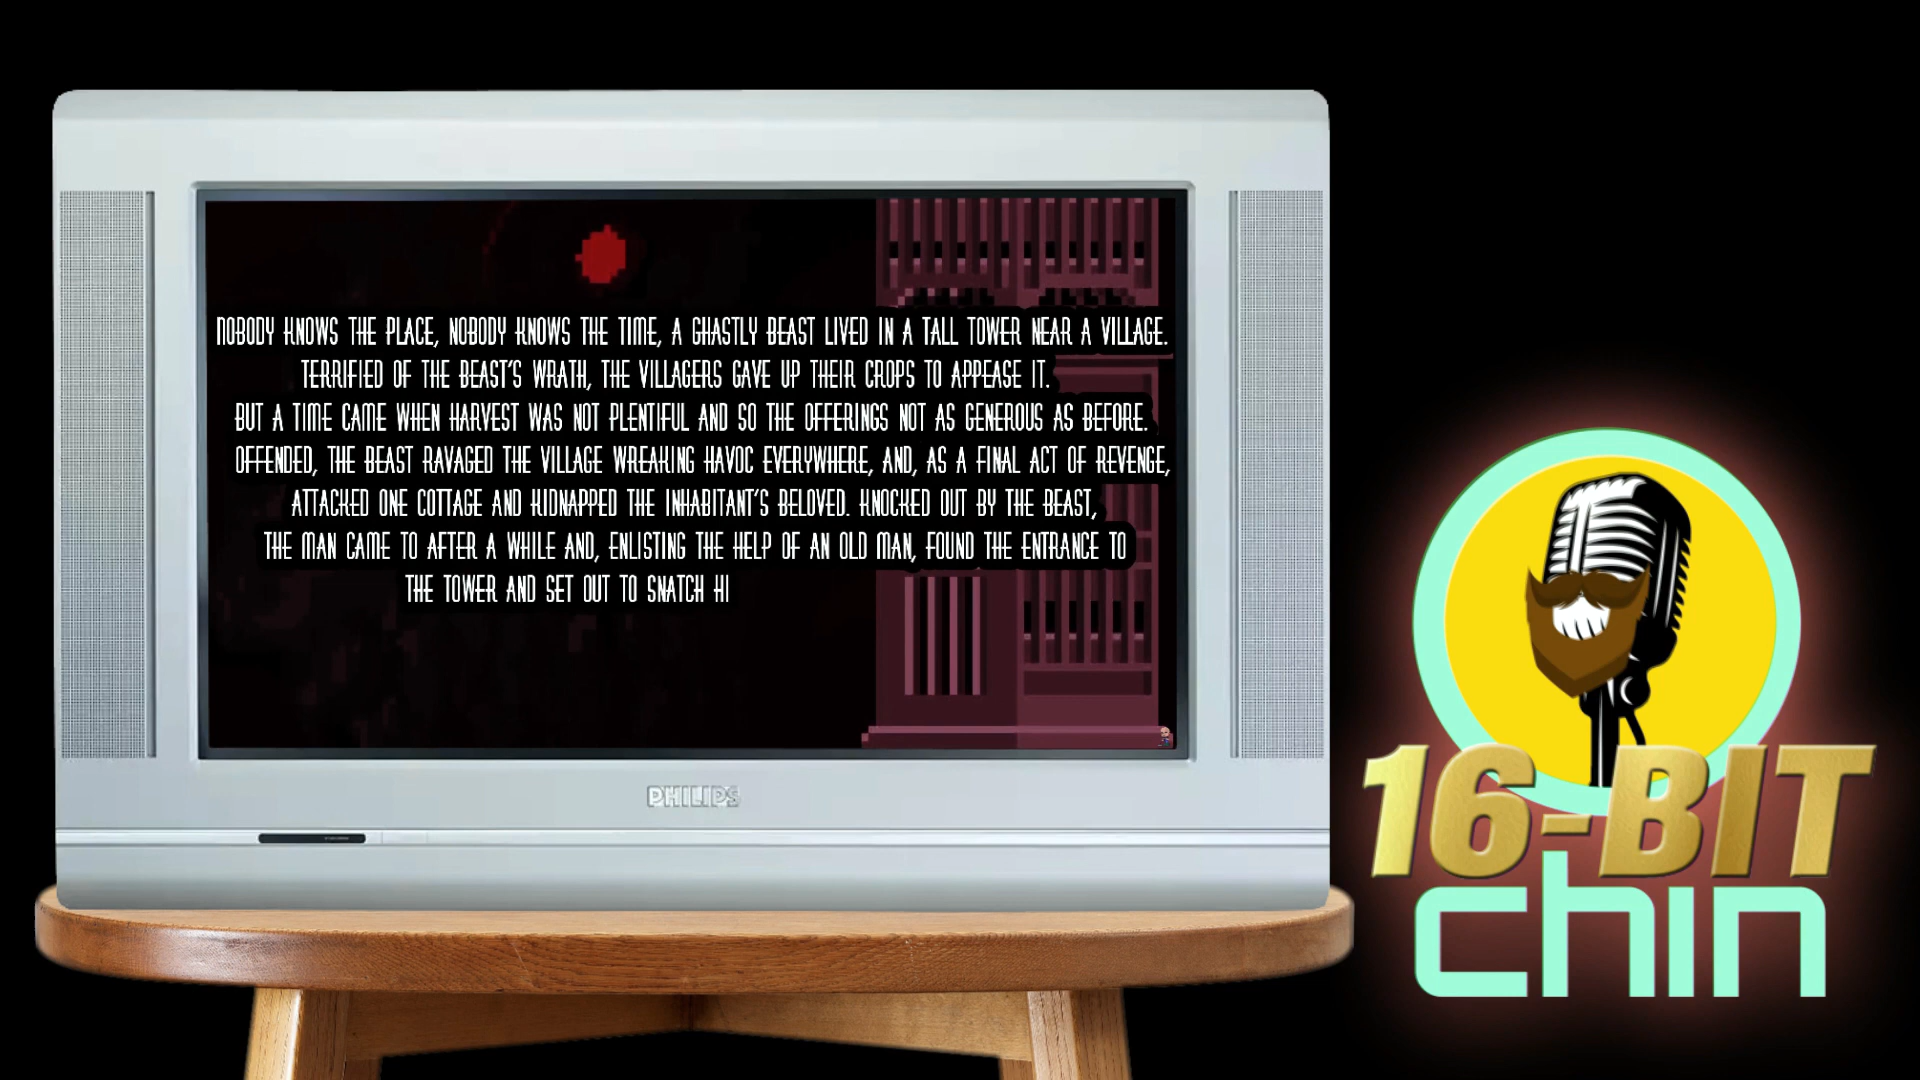 NOBODY KNOWS THE PLACE, NOBODY KNOWS THE TIME, A GHASTLY BEAST LIVED IN A TALL TOWER NEAR A VILLAGE.
TERRIFIED OF THE BEAST'S WRATH, THE VILLAGERS GAVE UP THEIR CROPS TO APPEASE IT.
BUT A TIME CAME WHEN HARVEST WAS NOT PLENTIFUL AND SO THE OFFERINGS NOT AS GENEROUS AS BEFORE.
OFFENDED, THE BEAST RAVAGED THE VILLAGE WREAKING HAVOC EVERYWHERE, AND, AS A FINAL ACT OF REVENGE,
ATTACKED ONE COTTAGE AND KIDNAPPED THE INHABITANT'S BELOVED. KNOCKED OUT BY THE BEAST,
THE MAN CAME TO AFTER A WHILE AND, ENLISTING THE HELP OF AN OLD MAN, FOUND THE ENTRANCE TO
THE TOWER AND SET OUT TO SNATCH HI
PHILIPS
16-BIT
chin